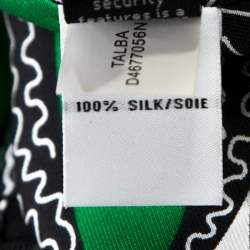 security
features is a
TALBA
D4677056N
100% SILK/SOIE